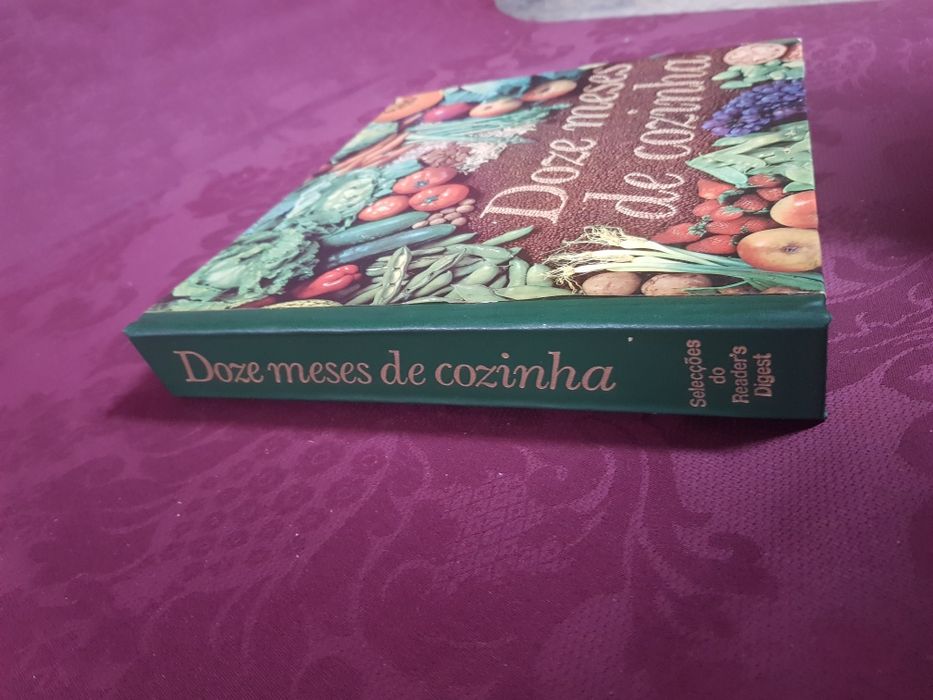 Doze meses
de cozinha
Doze meses de cozinha
Selecções
do
Reader's
Digest